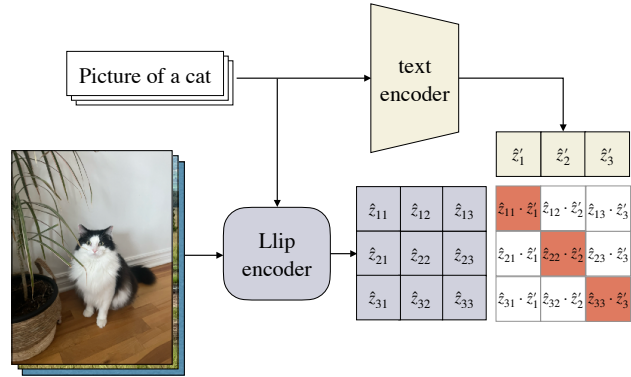 Picture of a cat
text
encoder
ẑ′₁ ẑ′₂ ẑ′₃
Llip
encoder
ẑ₁₁ ẑ₁₂ ẑ₁₃
ẑ₂₁ ẑ₂₂ ẑ₂₃
ẑ₃₁ ẑ₃₂ ẑ₃₃
ẑ₁₁ · ẑ′₁ ẑ₁₂ · ẑ′₂ ẑ₁₃ · ẑ′₃
ẑ₂₁ · ẑ′₁ ẑ₂₂ · ẑ′₂ ẑ₂₃ · ẑ′₃
ẑ₃₁ · ẑ′₁ ẑ₃₂ · ẑ′₂ ẑ₃₃ · ẑ′₃